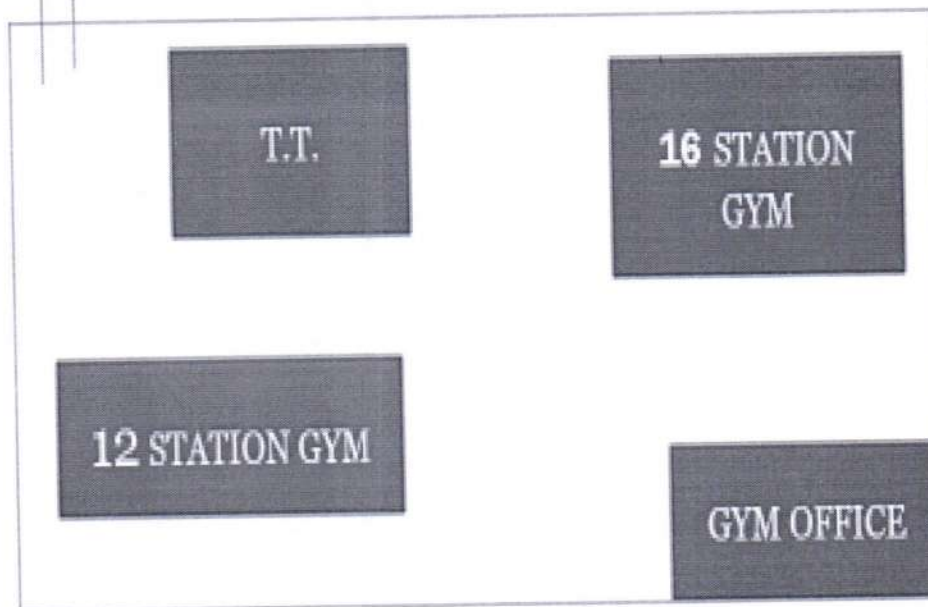 T.T.
16 STATION
GYM
12 STATION GYM
GYM OFFICE